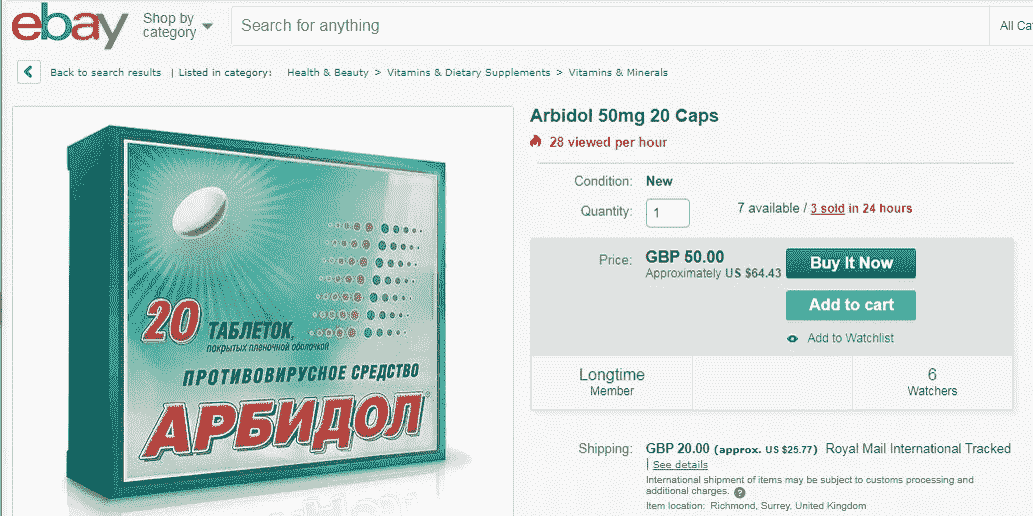 ebay
Shop by
category
Search for anything
All Ca
Back to search results | Listed in category: Health & Beauty > Vitamins & Dietary Supplements > Vitamins & Minerals
Arbidol 50mg 20 Caps
28 viewed per hour
Condition: New
Quantity: 1
7 available / 3 sold in 24 hours
Price: GBP 50.00
Approximately US $64.43
Buy It Now
Add to cart
Add to Watchlist
Longtime
Member
6
Watchers
Shipping: GBP 20.00 (approx. US $25.77) Royal Mail International Tracked
| See details
International shipment of items may be subject to customs processing and
additional charges. ?
Item location: Richmond, Surrey, United Kingdom
20 ТАБЛЕТОК,
покрытых пленочной оболочкой
ПРОТИВОВИРУСНОЕ СРЕДСТВО
АРБИДОЛ®